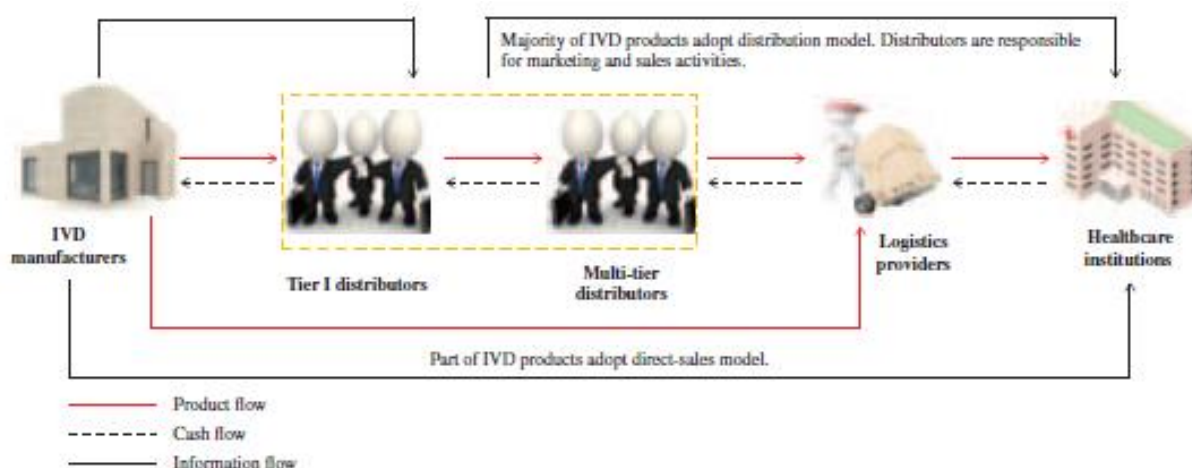 Majority of IVD products adopt distribution model. Distributors are responsible
for marketing and sales activities.
IVD
manufacturers
Tier I distributors
Multi-tier
distributors
Logistics
providers
Healthcare
institutions
Part of IVD products adopt direct-sales model.
Product flow
Cash flow
Information flow